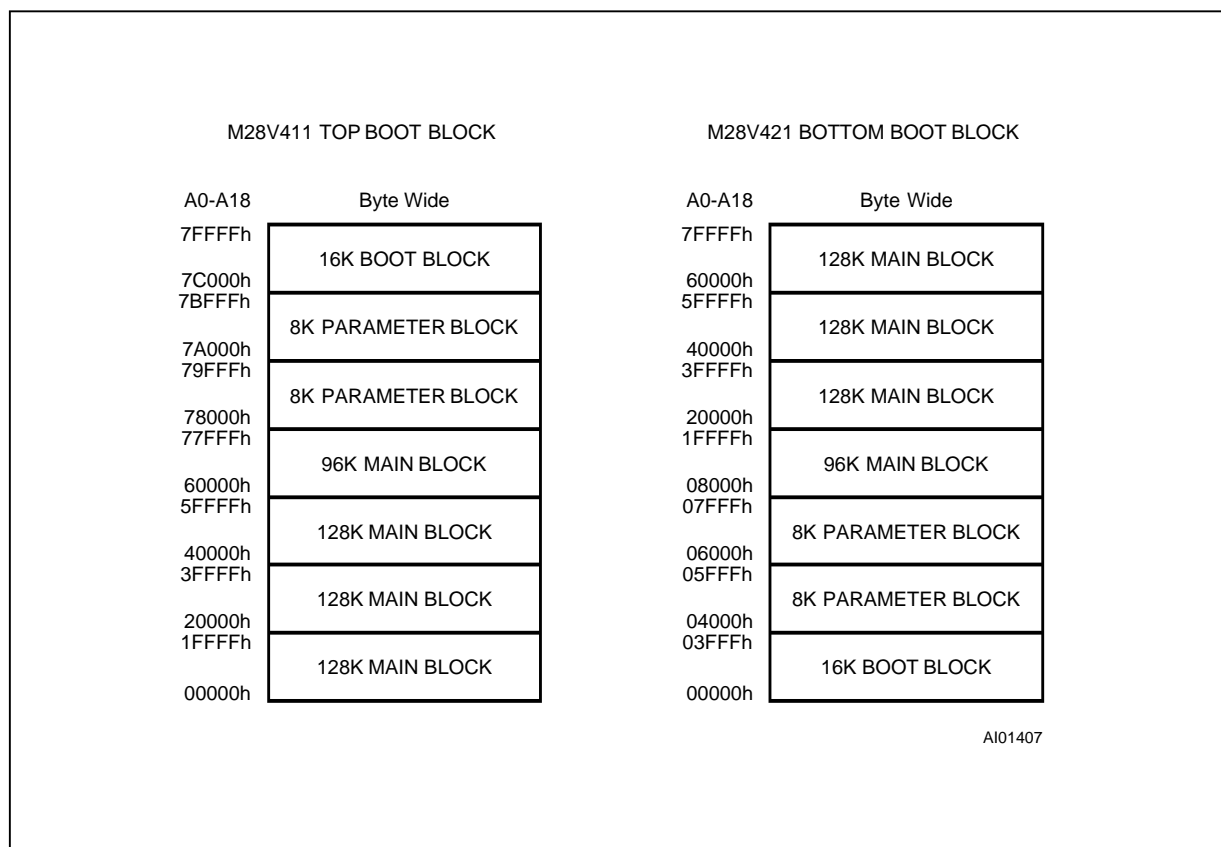 M28V411 TOP BOOT BLOCK
A0-A18 Byte Wide
7FFFFh
16K BOOT BLOCK
7C000h
7BFFFh
8K PARAMETER BLOCK
7A000h
79FFFh
8K PARAMETER BLOCK
78000h
77FFFh
96K MAIN BLOCK
60000h
5FFFFh
128K MAIN BLOCK
40000h
3FFFFh
128K MAIN BLOCK
20000h
1FFFFh
128K MAIN BLOCK
00000h
M28V421 BOTTOM BOOT BLOCK
A0-A18 Byte Wide
7FFFFh
128K MAIN BLOCK
60000h
5FFFFh
128K MAIN BLOCK
40000h
3FFFFh
128K MAIN BLOCK
20000h
1FFFFh
96K MAIN BLOCK
08000h
07FFFh
8K PARAMETER BLOCK
06000h
05FFFh
8K PARAMETER BLOCK
04000h
03FFFh
16K BOOT BLOCK
00000h
AI01407